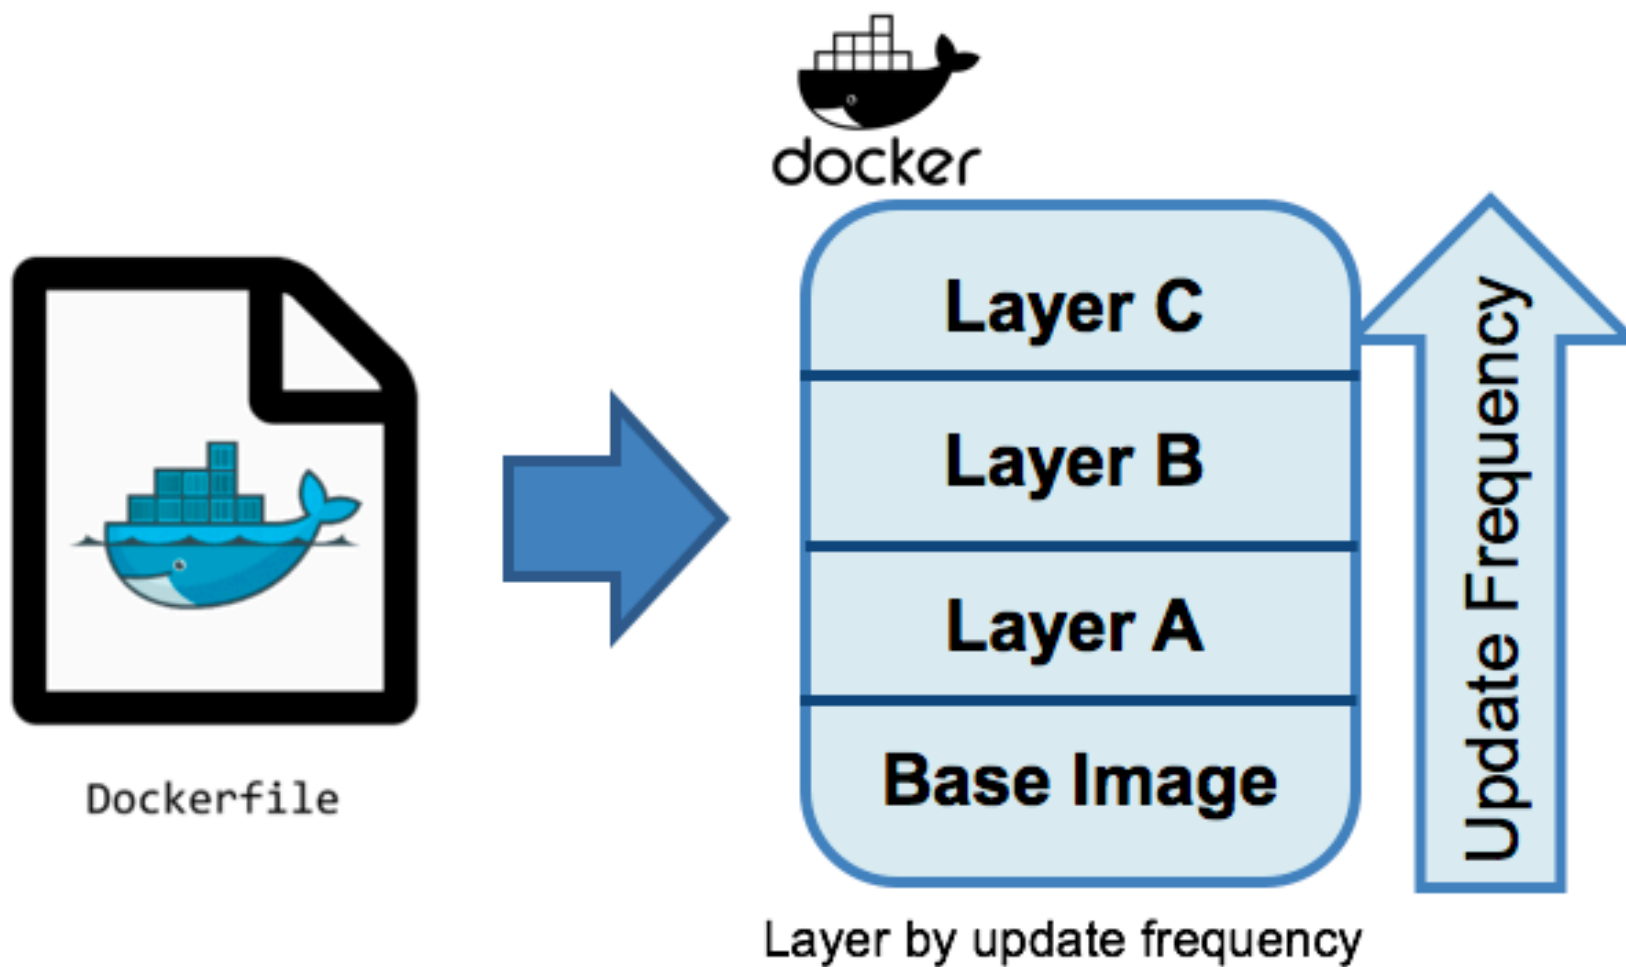 docker
Layer C
Layer B
Layer A
Base Image
Update Frequency
Dockerfile
Layer by update frequency